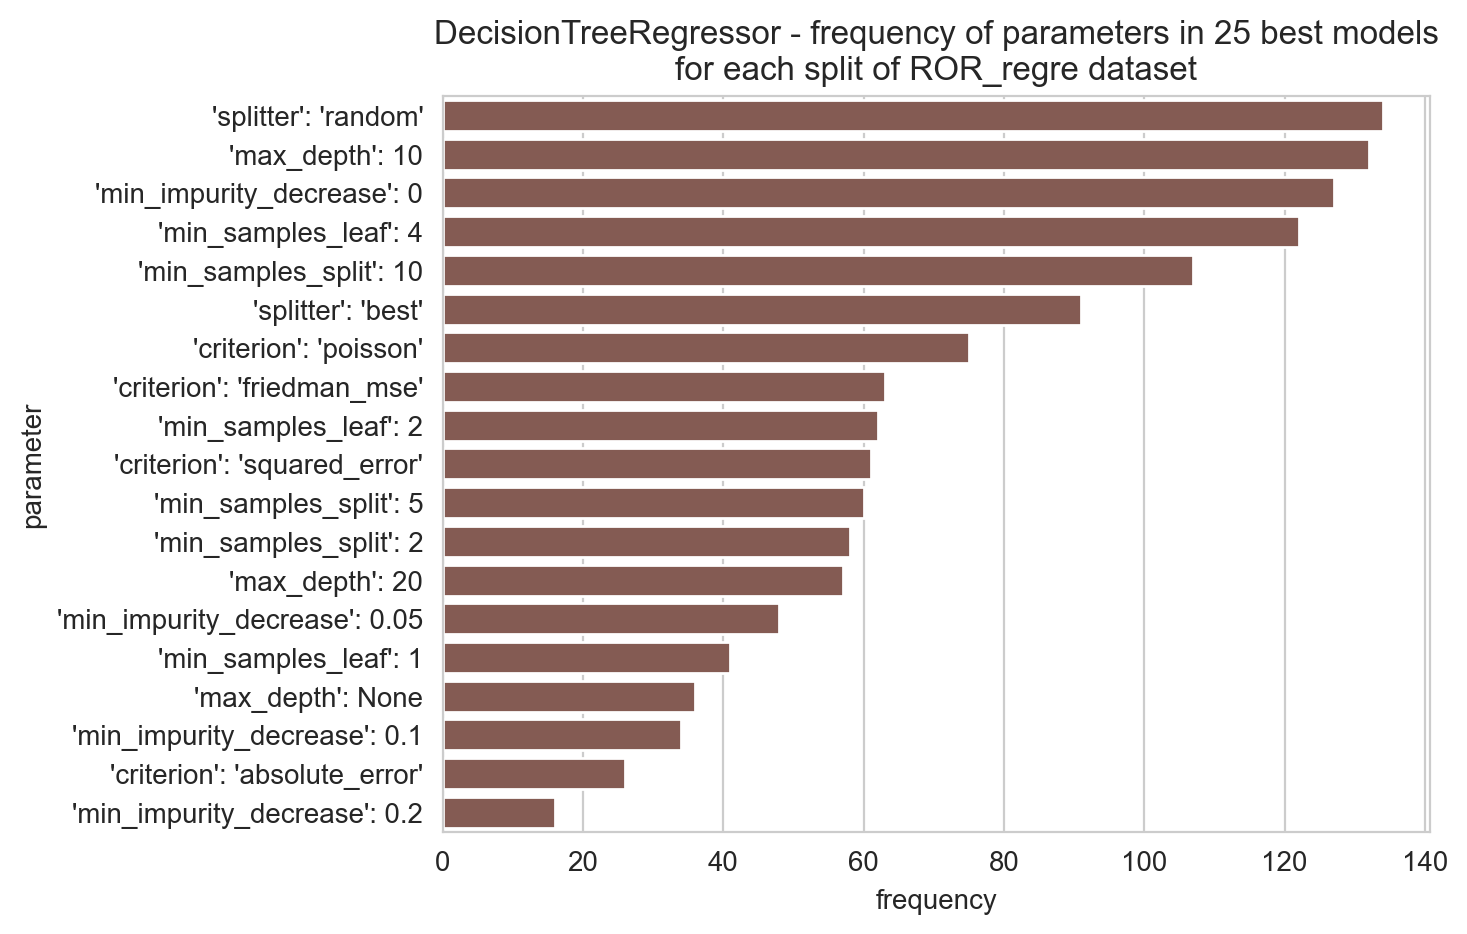 DecisionTreeRegressor - frequency of parameters in 25 best models
for each split of ROR_regre dataset
parameter
'splitter': 'random'
'max_depth': 10
'min_impurity_decrease': 0
'min_samples_leaf': 4
'min_samples_split': 10
'splitter': 'best'
'criterion': 'poisson'
'criterion': 'friedman_mse'
'min_samples_leaf': 2
'criterion': 'squared_error'
'min_samples_split': 5
'min_samples_split': 2
'max_depth': 20
'min_impurity_decrease': 0.05
'min_samples_leaf': 1
'max_depth': None
'min_impurity_decrease': 0.1
'criterion': 'absolute_error'
'min_impurity_decrease': 0.2
0 20 40 60 80 100 120 140
frequency